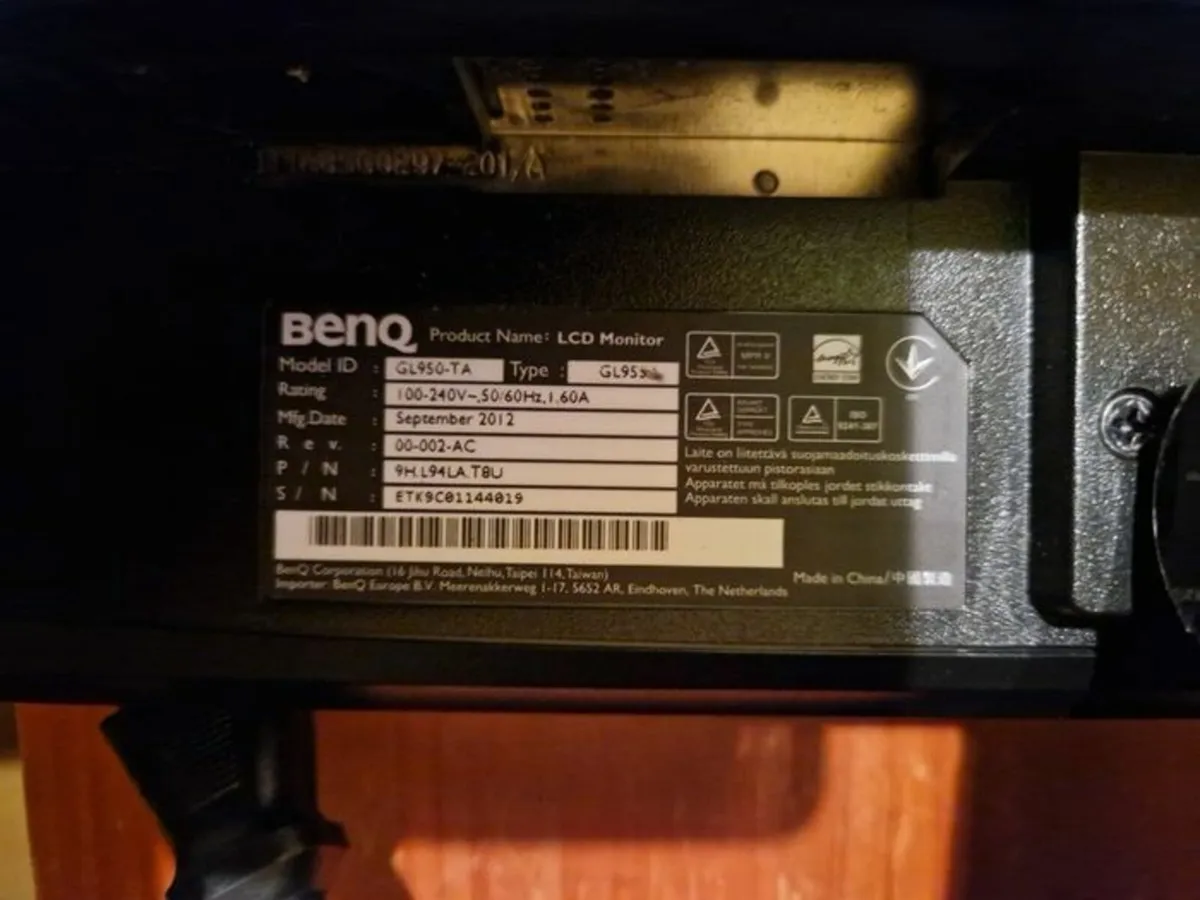 BenQ Product Name: LCD Monitor
Model ID : GL950-TA Type :
Rating : 100-240V~,50/60Hz,1.60A
Mfg.Date : September 2012
Rev. : 00-002-AC
P/N : 9H.L94LA.T8U
S/N : ETK9C01144019
Laite on liitettävä suojamaadoituskoskettimilla
varustettuun pistorasiaan
Apparatet må tilkoples jordet stikkontakt
Apparaten skall anslutas till jordat uttag
BenQ Corporation (16 Jihu Road, Neihu, Taipei 114, Taiwan)
Importer: BenQ Europe B.V. Meerenakkerweg 1-17, 5652 AR, Eindhoven, The Netherlands
Made in China/中國製造